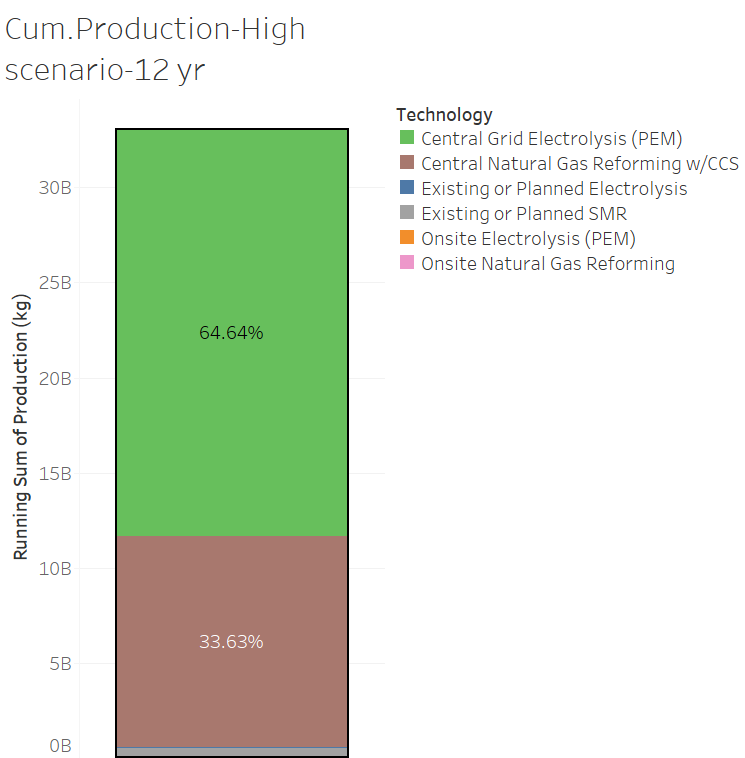 Cum.Production-High
scenario-12 yr
Technology
Central Grid Electrolysis (PEM)
Central Natural Gas Reforming w/CCS
Existing or Planned Electrolysis
Existing or Planned SMR
Onsite Electrolysis (PEM)
Onsite Natural Gas Reforming
Running Sum of Production (kg)
30B
25B
20B
15B
10B
5B
0B
64.64%
33.63%